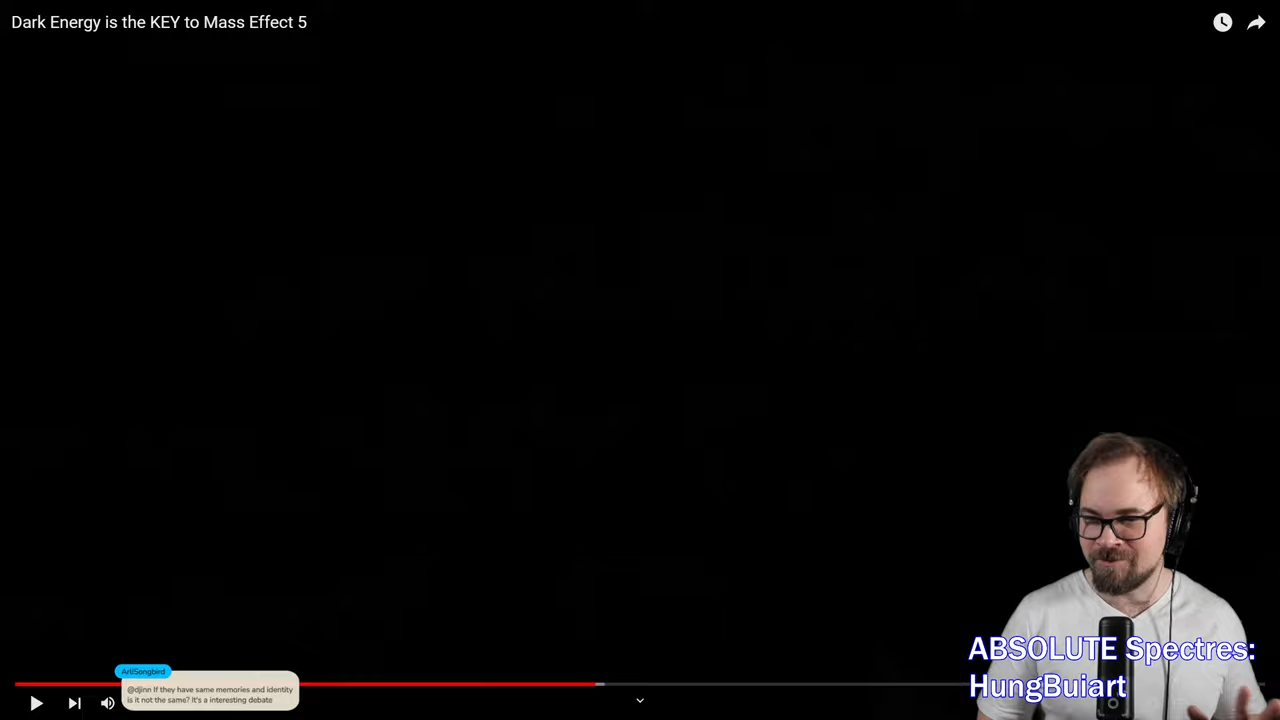 Dark Energy is the KEY to Mass Effect 5
ArtiSongbird
@djinn If they have same memories and identity
is it not the same? It's a interesting debate
ABSOLUTE Spectres:
HungBuiart